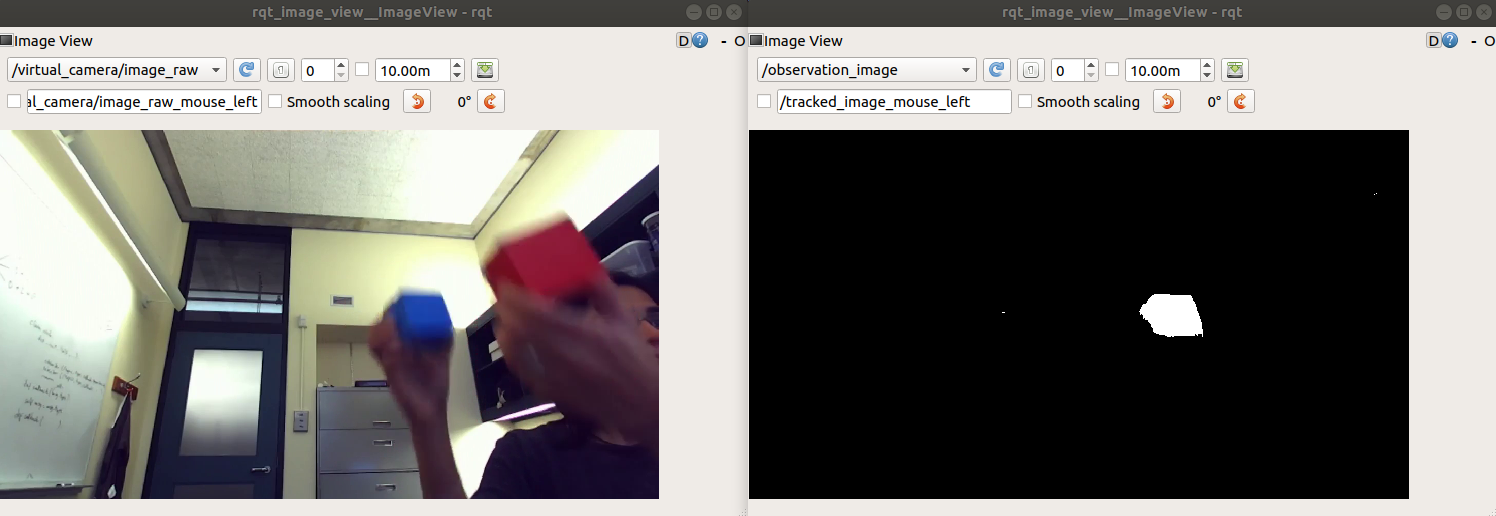 rqt_image_view__ImageView - rqt
Image View
D ? - O
/virtual_camera/image_raw 0 10.00m
al_camera/image_raw_mouse_left Smooth scaling 0°
rqt_image_view__ImageView - rqt
Image View
D ? - O
/observation_image 0 10.00m
/tracked_image_mouse_left Smooth scaling 0°